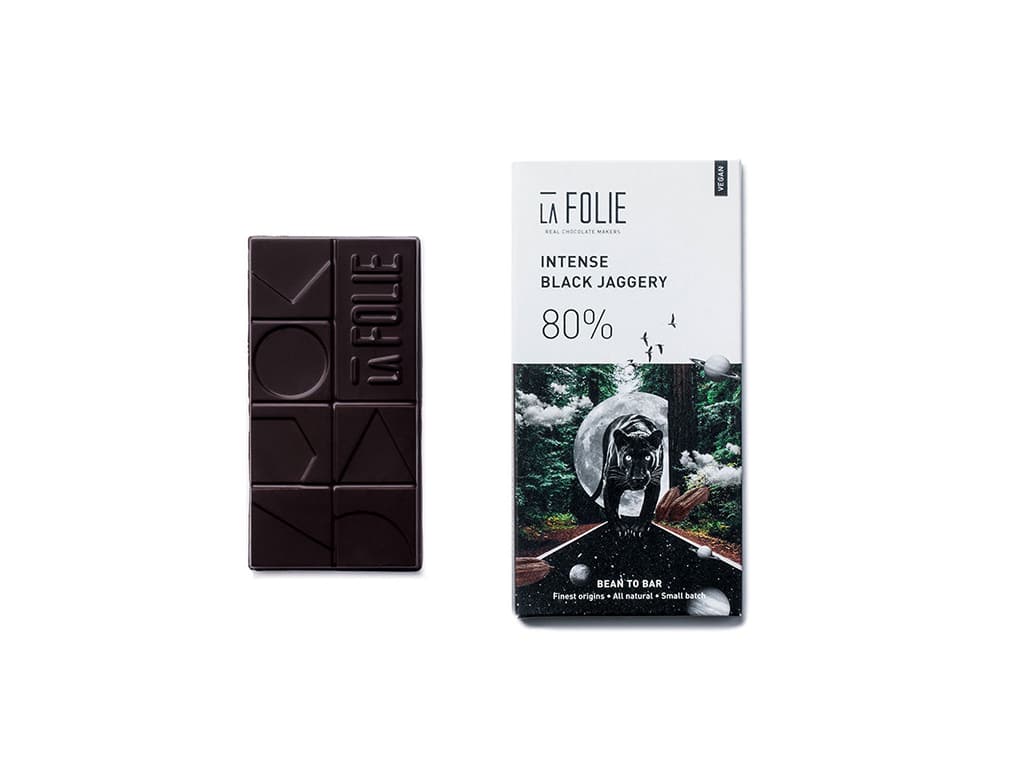 LA FOLIE
VEGAN
LA FOLIE
REAL CHOCOLATE MAKERS
INTENSE
BLACK JAGGERY
80%
BEAN TO BAR
Finest origins • All natural • Small batch